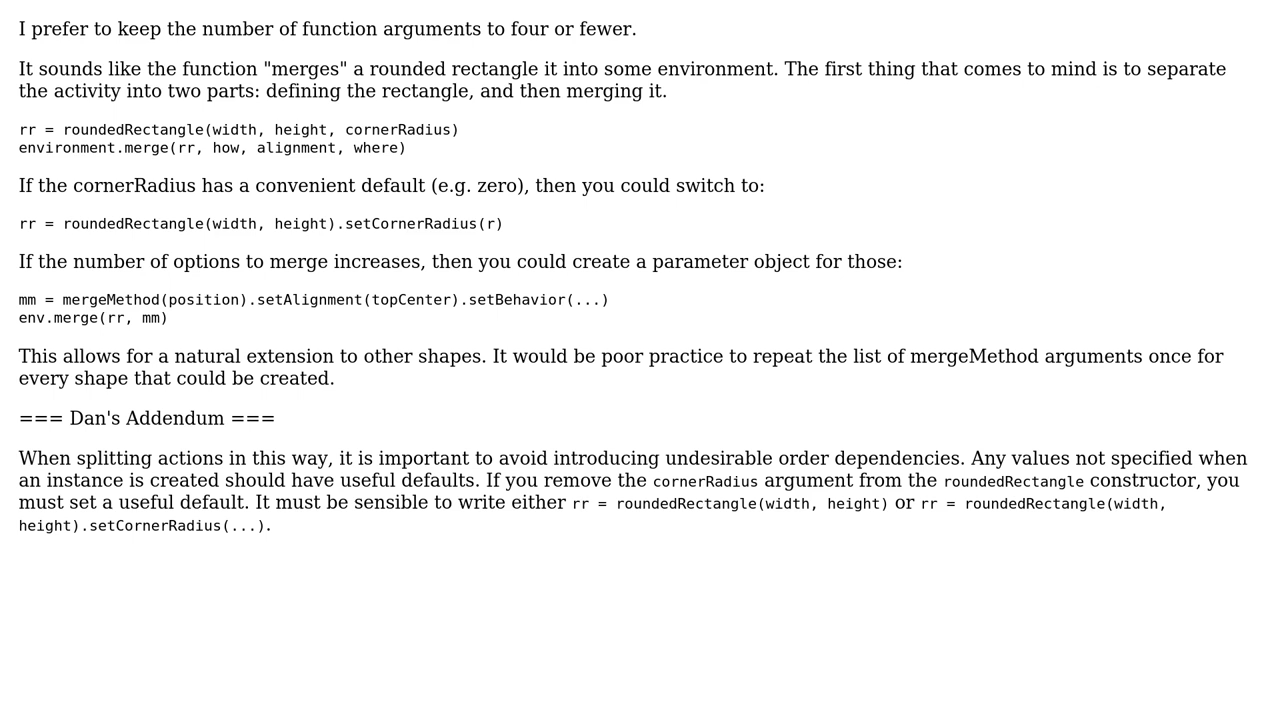 I prefer to keep the number of function arguments to four or fewer.
It sounds like the function "merges" a rounded rectangle it into some environment. The first thing that comes to mind is to separate
the activity into two parts: defining the rectangle, and then merging it.
rr = roundedRectangle(width, height, cornerRadius)
environment.merge(rr, how, alignment, where)
If the cornerRadius has a convenient default (e.g. zero), then you could switch to:
rr = roundedRectangle(width, height).setCornerRadius(r)
If the number of options to merge increases, then you could create a parameter object for those:
mm = mergeMethod(position).setAlignment(topCenter).setBehavior(...)
env.merge(rr, mm)
This allows for a natural extension to other shapes. It would be poor practice to repeat the list of mergeMethod arguments once for
every shape that could be created.
=== Dan's Addendum ===
When splitting actions in this way, it is important to avoid introducing undesirable order dependencies. Any values not specified when
an instance is created should have useful defaults. If you remove the cornerRadius argument from the roundedRectangle constructor, you
must set a useful default. It must be sensible to write either rr = roundedRectangle(width, height) or rr = roundedRectangle(width,
height).setCornerRadius(...).